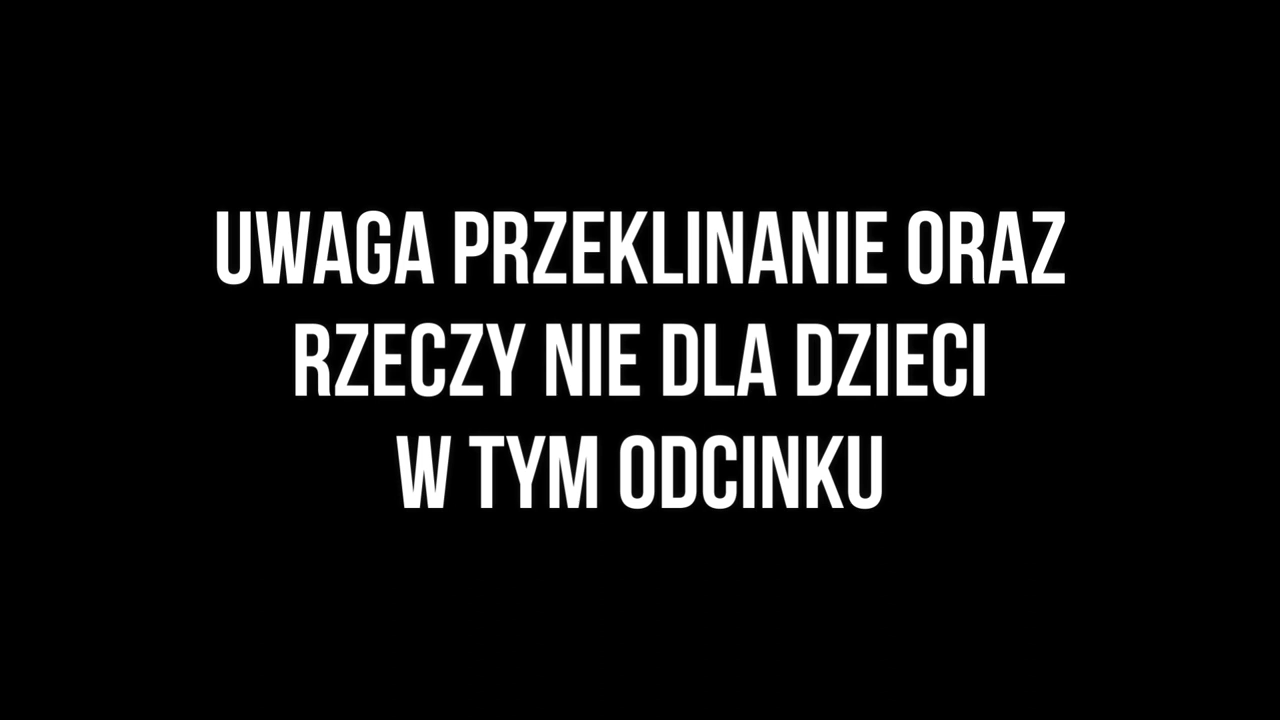 UWAGA PRZEKLINANIE ORAZ
RZECZY NIE DLA DZIECI
W TYM ODCINKU